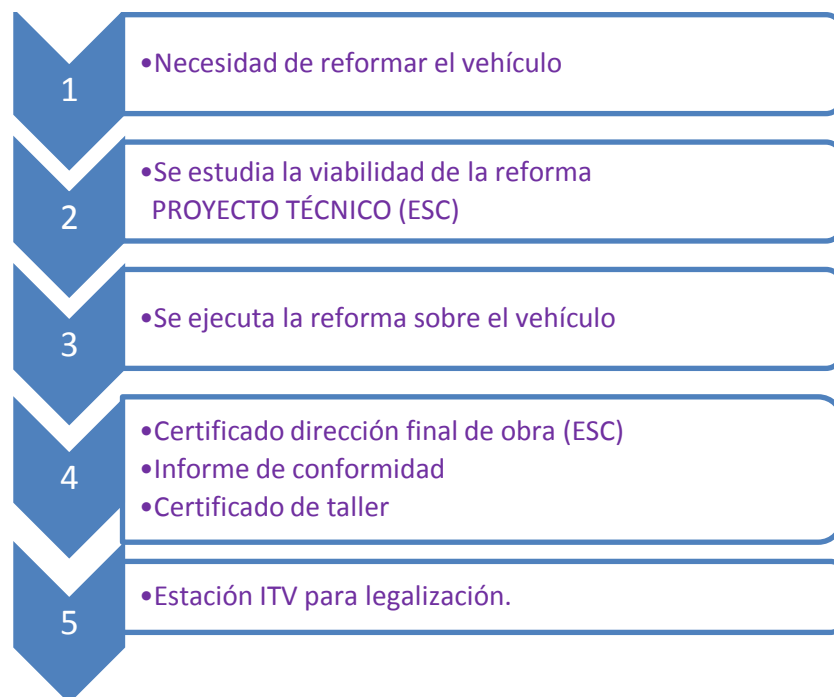 1
•Necesidad de reformar el vehículo
2
•Se estudia la viabilidad de la reforma
PROYECTO TÉCNICO (ESC)
3
•Se ejecuta la reforma sobre el vehículo
4
•Certificado dirección final de obra (ESC)
•Informe de conformidad
•Certificado de taller
5
•Estación ITV para legalización.